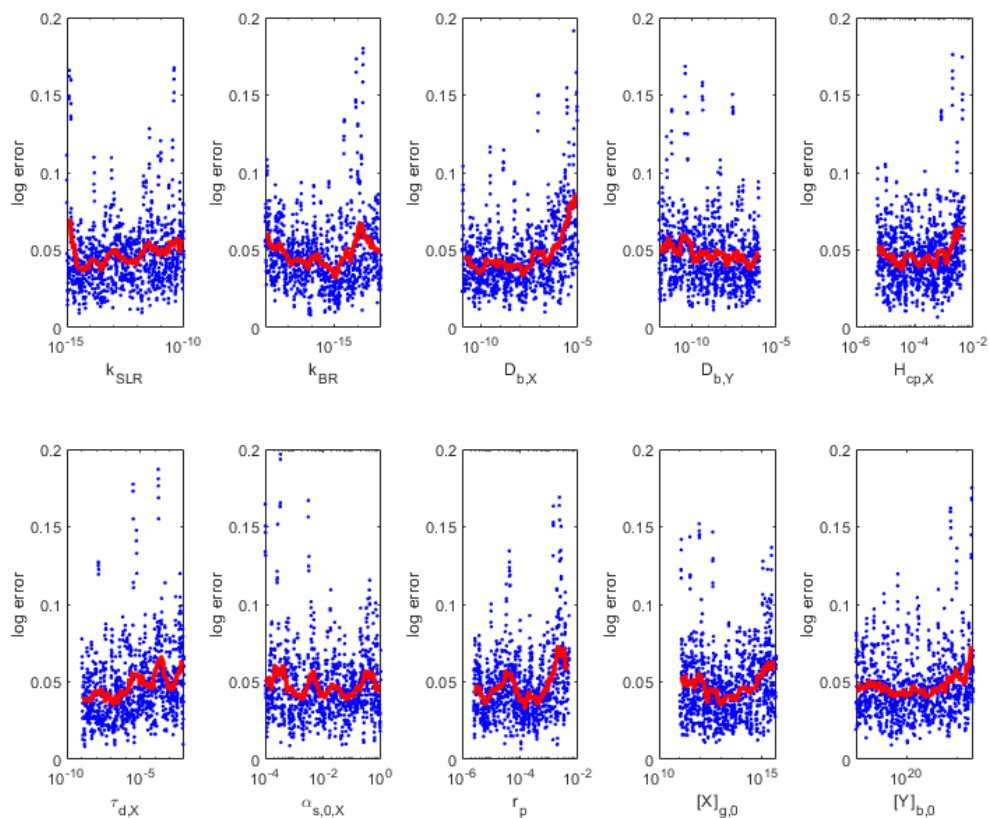 0.2 0.2 0.2 0.2 0.2
0.15 0.15 0.15 0.15 0.15
log error log error log error log error log error
0.1 0.1 0.1 0.1 0.1
0.05 0.05 0.05 0.05 0.05
0 0 0 0 0
10^-15 10^-10 10^-15 10^-10 10^-5 10^-10 10^-5 10^-6 10^-4 10^-2
k_SLR k_BR D_b,X D_b,Y H_cp,X
0.2 0.2 0.2 0.2 0.2
0.15 0.15 0.15 0.15 0.15
log error log error log error log error log error
0.1 0.1 0.1 0.1 0.1
0.05 0.05 0.05 0.05 0.05
0 0 0 0 0
10^-10 10^-5 10^-4 10^-2 10^0 10^-6 10^-4 10^-2 10^10 10^15 10^20
τ_d,X α_s,0,X r_p [X]_g,0 [Y]_b,0